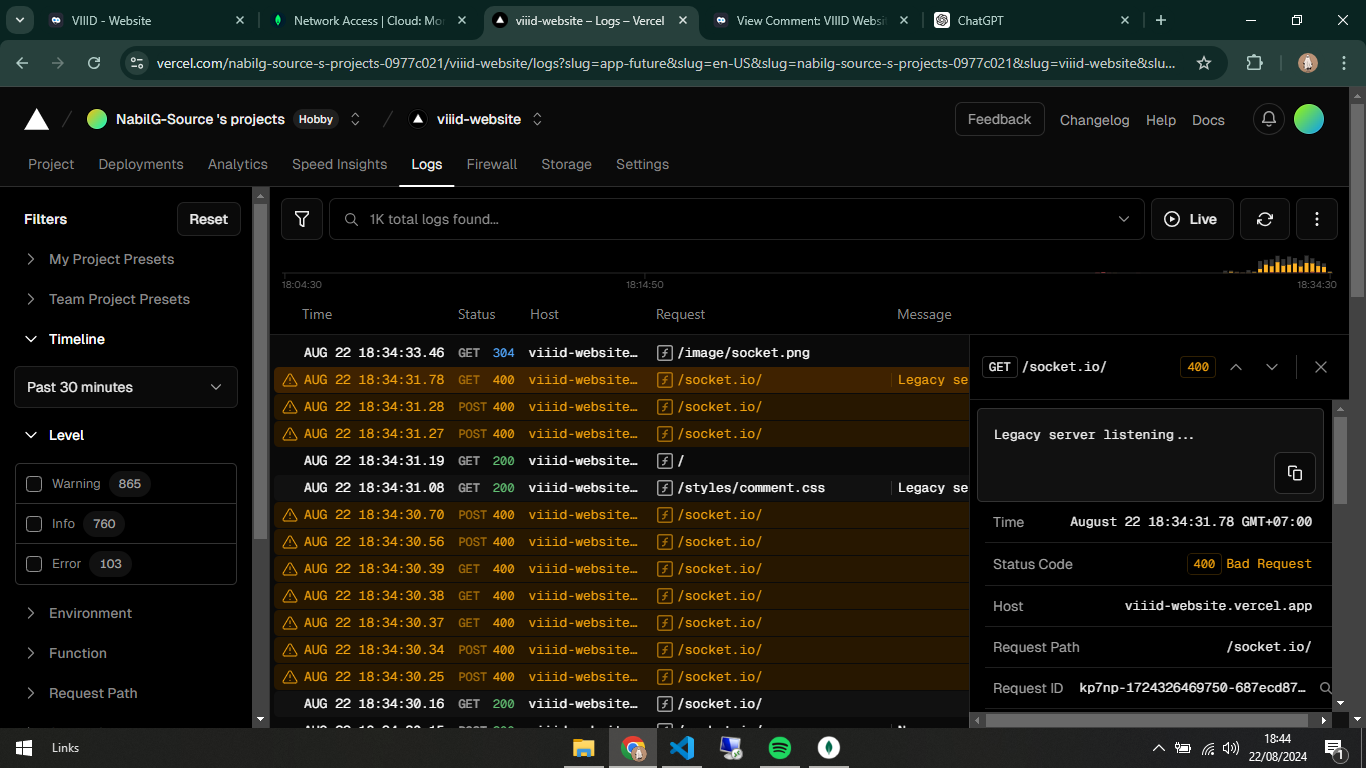 VIIID - Website
Network Access | Cloud: Mon
viiid-website – Logs – Vercel
View Comment: VIIID Websit
ChatGPT
vercel.com/nabilg-source-s-projects-0977c021/viiid-website/logs?slug=app-future&slug=en-US&slug=nabilg-source-s-projects-0977c021&slug=viiid-website&slu...
NabilG-Source 's projects Hobby
viiid-website
Feedback Changelog Help Docs
Project Deployments Analytics Speed Insights Logs Firewall Storage Settings
Filters Reset
My Project Presets
Team Project Presets
Timeline
Past 30 minutes
Level
Warning 865
Info 760
Error 103
Environment
Function
Request Path
1K total logs found...
Live
18:04:30 18:14:50 18:34:30
Time Status Host Request Message
AUG 22 18:34:33.46 GET 304 viiid-website… /image/socket.png
AUG 22 18:34:31.78 GET 400 viiid-website… /socket.io/ Legacy se
AUG 22 18:34:31.28 POST 400 viiid-website… /socket.io/
AUG 22 18:34:31.27 POST 400 viiid-website… /socket.io/
AUG 22 18:34:31.19 GET 200 viiid-website… /
AUG 22 18:34:31.08 GET 200 viiid-website… /styles/comment.css Legacy se
AUG 22 18:34:30.70 POST 400 viiid-website… /socket.io/
AUG 22 18:34:30.56 POST 400 viiid-website… /socket.io/
AUG 22 18:34:30.39 GET 400 viiid-website… /socket.io/
AUG 22 18:34:30.38 GET 400 viiid-website… /socket.io/
AUG 22 18:34:30.37 GET 400 viiid-website… /socket.io/
AUG 22 18:34:30.34 POST 400 viiid-website… /socket.io/
AUG 22 18:34:30.25 POST 400 viiid-website… /socket.io/
AUG 22 18:34:30.16 GET 200 viiid-website… /socket.io/
GET /socket.io/ 400
Legacy server listening...
Time August 22 18:34:31.78 GMT+07:00
Status Code 400 Bad Request
Host viiid-website.vercel.app
Request Path /socket.io/
Request ID kp7np-1724326469750-687ecd87…
Links
18:44
22/08/2024
1